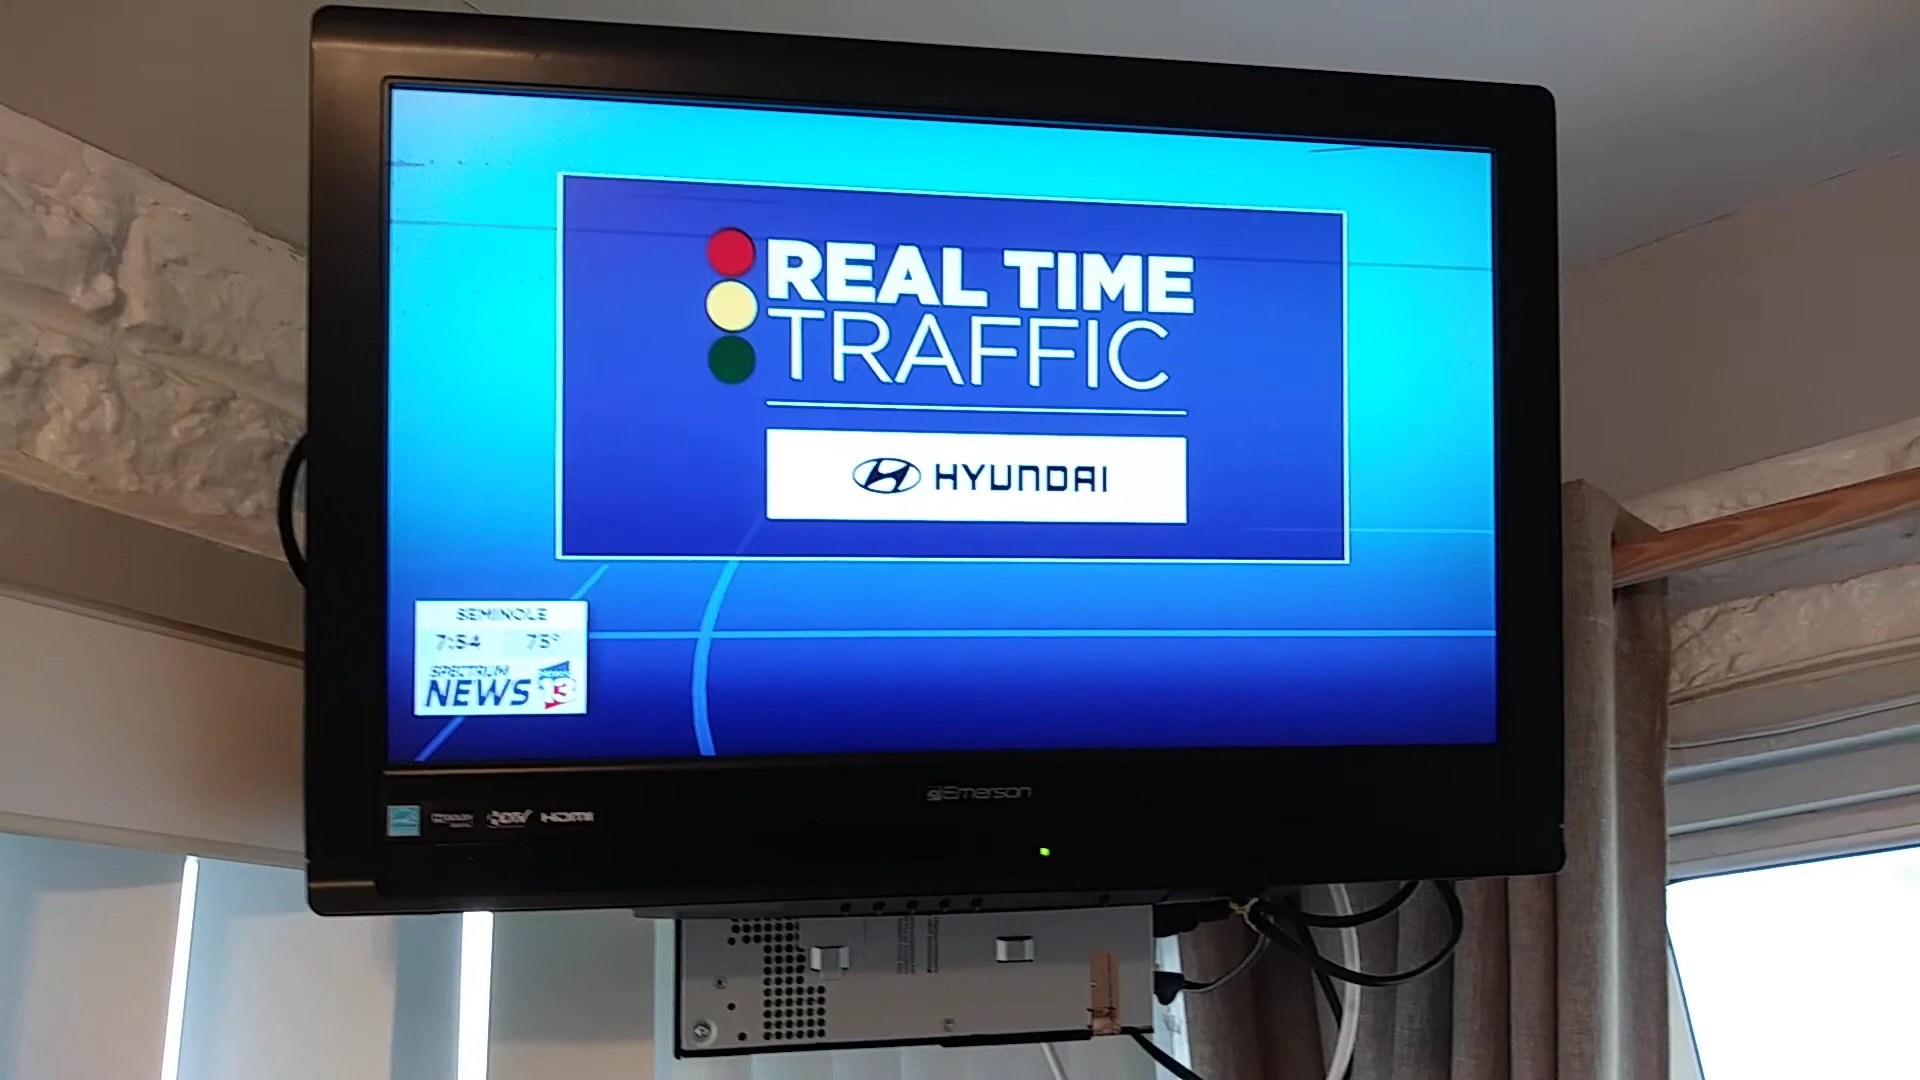 REAL TIME
TRAFFIC
HYUNDAI
SEMINOLE
7:54 75°
SPECTRUM
NEWS 13
Emerson
HDMI